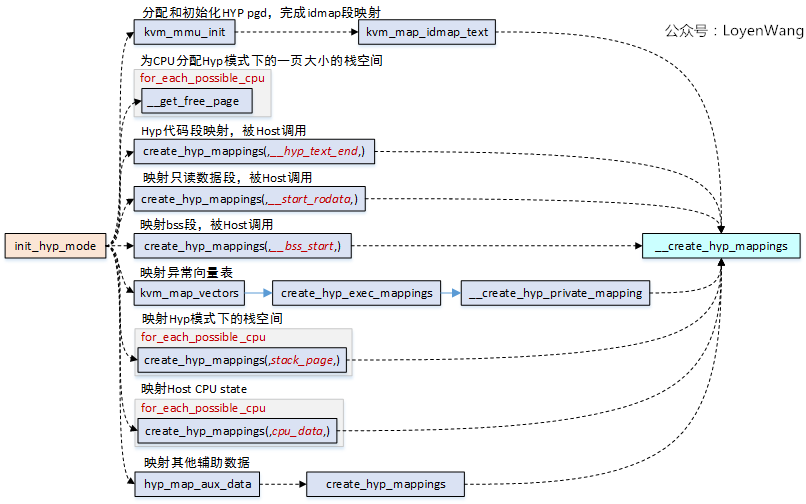 分配和初始化HYP pgd，完成idmap段映射
kvm_mmu_init
kvm_map_idmap_text
公众号：LoyenWang
为CPU分配Hyp模式下的一页大小的栈空间
for_each_possible_cpu
__get_free_page
Hyp代码段映射，被Host调用
create_hyp_mappings(,__hyp_text_end,)
映射只读数据段，被Host调用
create_hyp_mappings(,__start_rodata,)
映射bss段，被Host调用
init_hyp_mode
create_hyp_mappings(,__bss_start,)
__create_hyp_mappings
映射异常向量表
kvm_map_vectors
create_hyp_exec_mappings
__create_hyp_private_mapping
映射Hyp模式下的栈空间
for_each_possible_cpu
create_hyp_mappings(,stack_page,)
映射Host CPU state
for_each_possible_cpu
create_hyp_mappings(,cpu_data,)
映射其他辅助数据
hyp_map_aux_data
create_hyp_mappings